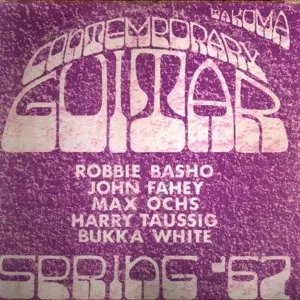 TAKOMA
CONTEMPORARY
GUITAR
ROBBIE BASHO
JOHN FAHEY
MAX OCHS
HARRY TAUSSIG
BUKKA WHITE
SPRING '67